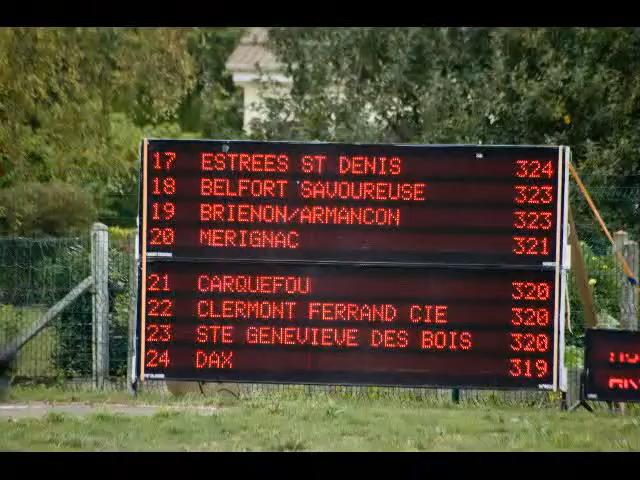 17 ESTREES ST DENIS 324
18 BELFORT SAVOUREUSE 323
19 BRIENON/ARMANCON 323
20 MERIGNAC 321
21 CARQUEFOU 320
22 CLERMONT FERRAND CIE 320
23 STE GENEVIEVE DES BOIS 320
24 DAX 319